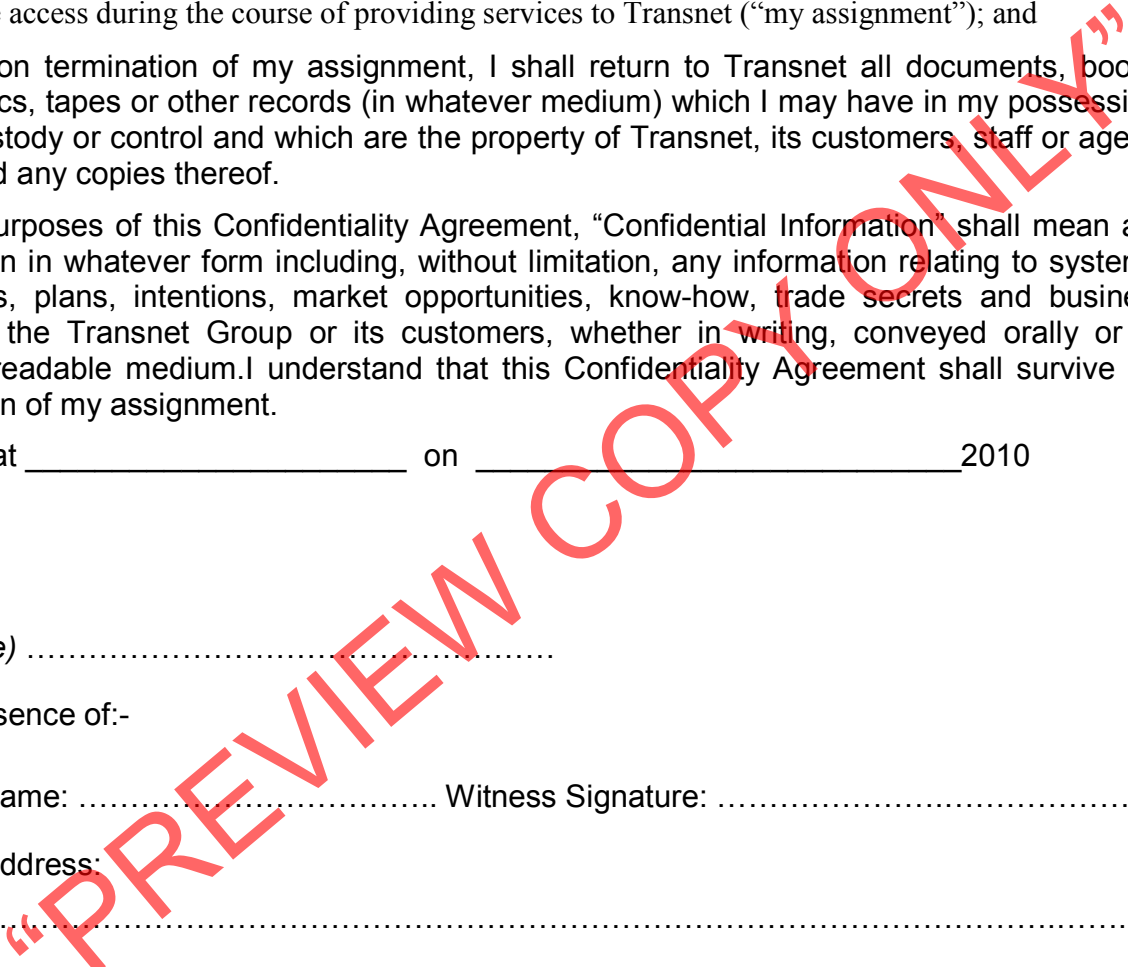 e access during the course of providing services to Transnet (“my assignment”); and
on termination of my assignment, I shall return to Transnet all documents, boo
cs, tapes or other records (in whatever medium) which I may have in my possessi
stody or control and which are the property of Transnet, its customers, staff or age
d any copies thereof.
urposes of this Confidentiality Agreement, “Confidential Information” shall mean a
n in whatever form including, without limitation, any information relating to system
s, plans, intentions, market opportunities, know-how, trade secrets and busine
the Transnet Group or its customers, whether in writing, conveyed orally or
readable medium.I understand that this Confidentiality Agreement shall survive
n of my assignment.
at ______________________ on ____________________________2010
e) …………………………………………….
sence of:-
ame: …………………………….. Witness Signature: ………………………………….
ddress:
…………………………………………………………………………………………….
“PREVIEW COPY ONLY”